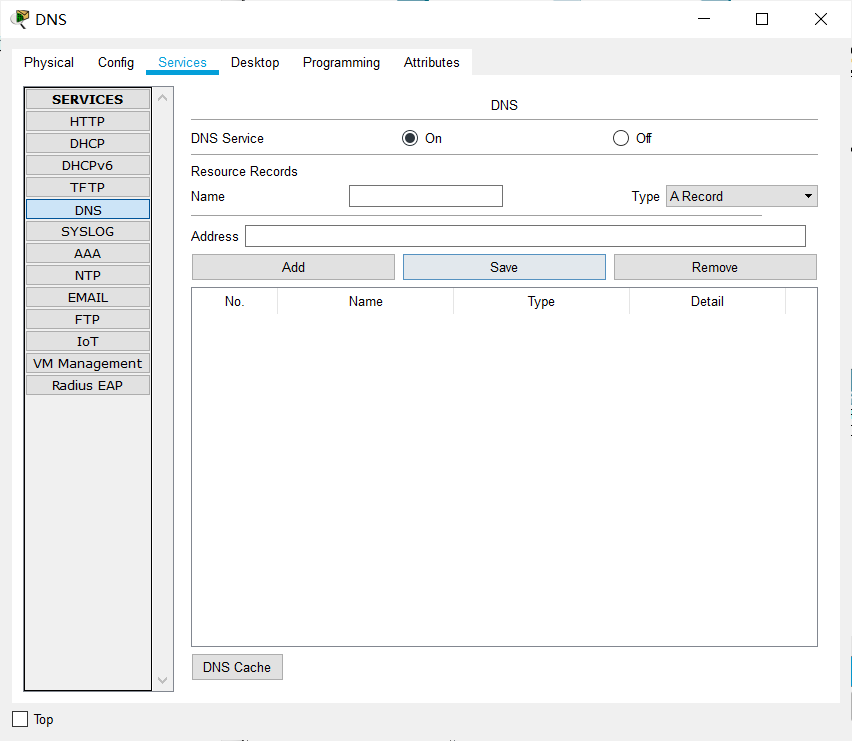 DNS
Physical Config Services Desktop Programming Attributes
SERVICES
HTTP
DHCP
DHCPv6
TFTP
DNS
SYSLOG
AAA
NTP
EMAIL
FTP
IoT
VM Management
Radius EAP
DNS
DNS Service On Off
Resource Records
Name Type A Record
Address
Add Save Remove
No. Name Type Detail
DNS Cache
Top